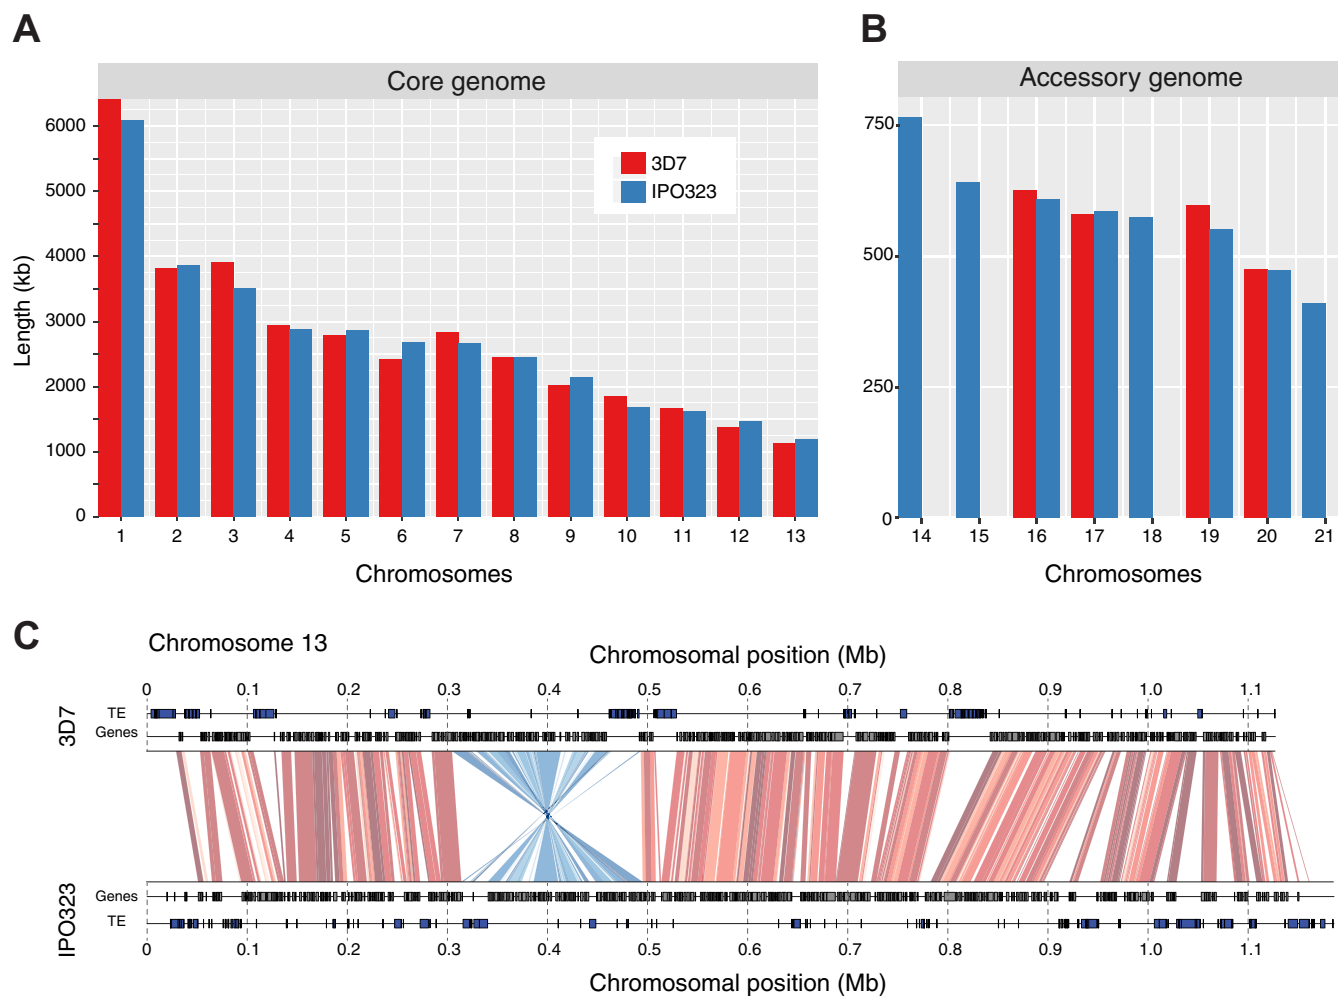 A
Core genome
6000
5000
4000
3000
2000
1000
0
Length (kb)
3D7
IPO323
1 2 3 4 5 6 7 8 9 10 11 12 13
Chromosomes
B
Accessory genome
750
500
250
0
14 15 16 17 18 19 20 21
Chromosomes
C
Chromosome 13
Chromosomal position (Mb)
0 0.1 0.2 0.3 0.4 0.5 0.6 0.7 0.8 0.9 1.0 1.1
3D7
TE
Genes
IPO323
Genes
TE
0 0.1 0.2 0.3 0.4 0.5 0.6 0.7 0.8 0.9 1.0 1.1
Chromosomal position (Mb)